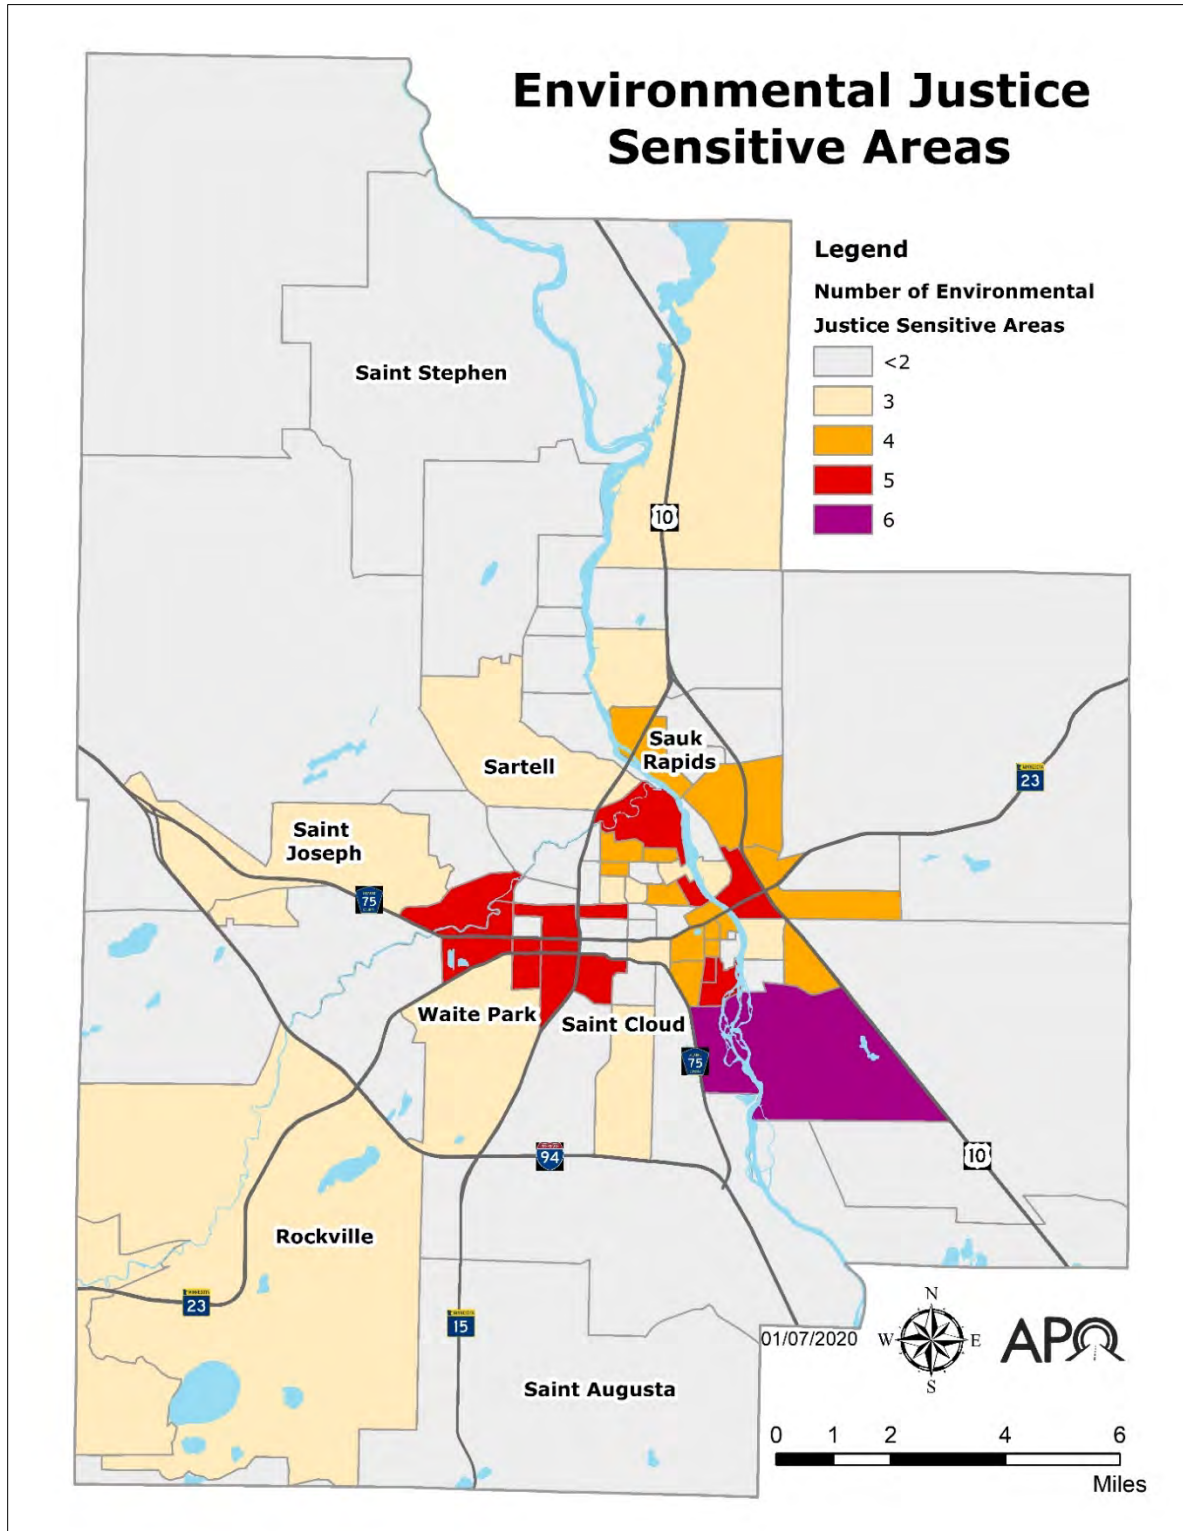 Environmental Justice
Sensitive Areas
Legend
Number of Environmental
Justice Sensitive Areas
<2
3
4
5
6
Saint Stephen
10
Sauk
Rapids
Sartell
23
Saint
Joseph
75
Waite Park
Saint Cloud
75
94
10
Rockville
23
15
01/07/2020
N
W
E
S
APO
Saint Augusta
0
1
2
4
6
Miles